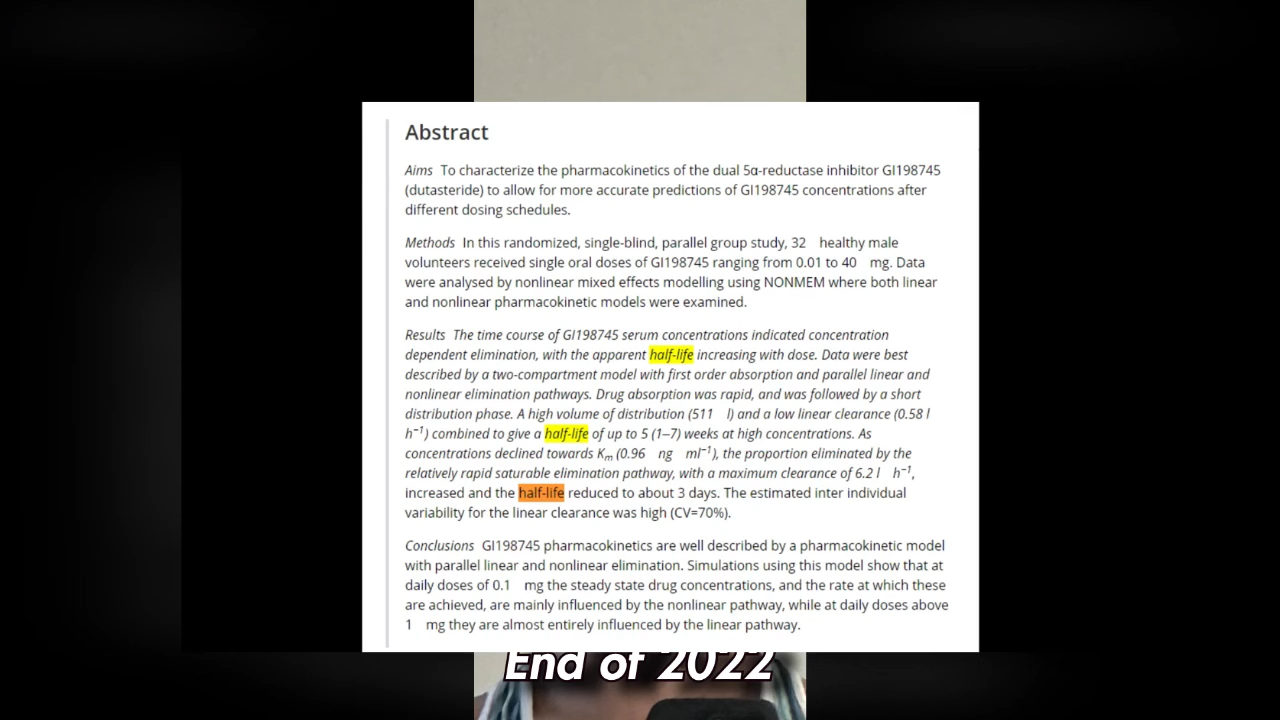 Abstract
Aims To characterize the pharmacokinetics of the dual 5α-reductase inhibitor GI198745
(dutasteride) to allow for more accurate predictions of GI198745 concentrations after
different dosing schedules.
Methods In this randomized, single-blind, parallel group study, 32 healthy male
volunteers received single oral doses of GI198745 ranging from 0.01 to 40 mg. Data
were analysed by nonlinear mixed effects modelling using NONMEM where both linear
and nonlinear pharmacokinetic models were examined.
Results The time course of GI198745 serum concentrations indicated concentration
dependent elimination, with the apparent half-life increasing with dose. Data were best
described by a two-compartment model with first order absorption and parallel linear and
nonlinear elimination pathways. Drug absorption was rapid, and was followed by a short
distribution phase. A high volume of distribution (511 l) and a low linear clearance (0.58 l
h⁻¹) combined to give a half-life of up to 5 (1–7) weeks at high concentrations. As
concentrations declined towards Kₘ (0.96 ng ml⁻¹), the proportion eliminated by the
relatively rapid saturable elimination pathway, with a maximum clearance of 6.2 l h⁻¹,
increased and the half-life reduced to about 3 days. The estimated inter individual
variability for the linear clearance was high (CV=70%).
Conclusions GI198745 pharmacokinetics are well described by a pharmacokinetic model
with parallel linear and nonlinear elimination. Simulations using this model show that at
daily doses of 0.1 mg the steady state drug concentrations, and the rate at which these
are achieved, are mainly influenced by the nonlinear pathway, while at daily doses above
1 mg they are almost entirely influenced by the linear pathway.
End of 2022